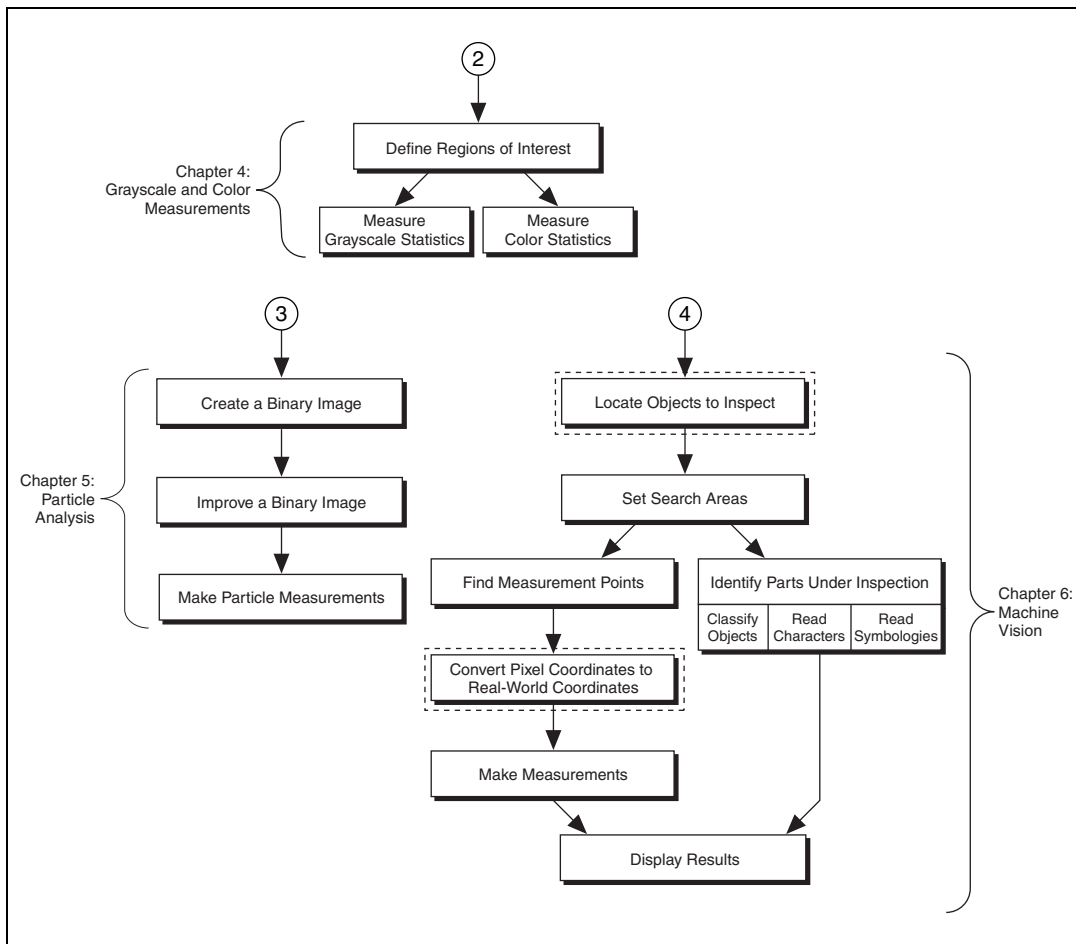 2
Define Regions of Interest
Chapter 4:
Grayscale and Color
Measurements
Measure
Grayscale Statistics
Measure
Color Statistics
3
Create a Binary Image
Chapter 5:
Particle
Analysis
Improve a Binary Image
Make Particle Measurements
4
Locate Objects to Inspect
Set Search Areas
Find Measurement Points
Identify Parts Under Inspection
Classify
Objects
Read
Characters
Read
Symbologies
Convert Pixel Coordinates to
Real-World Coordinates
Make Measurements
Display Results
Chapter 6:
Machine
Vision